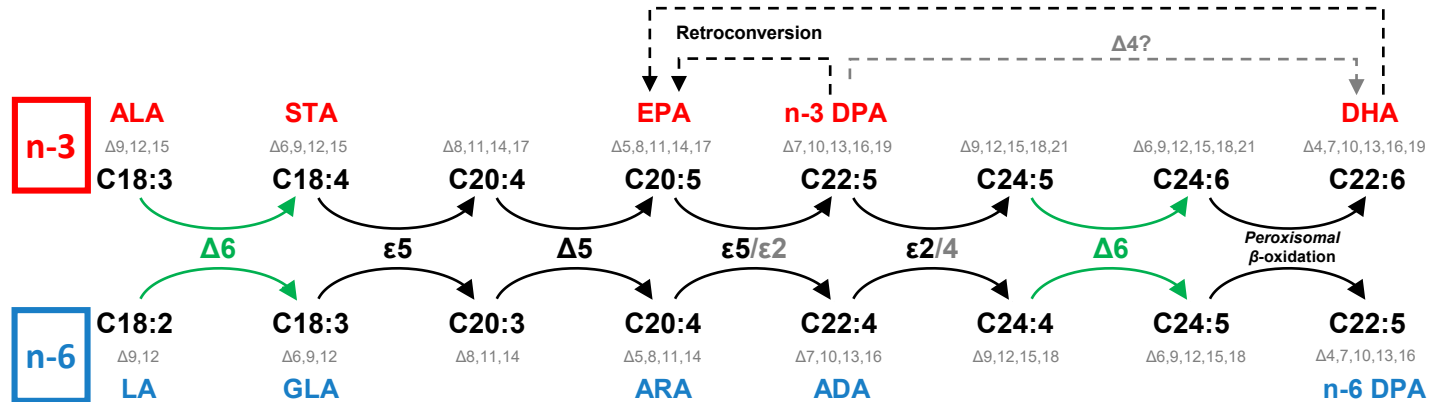 Retroconversion
Δ4?
n-3
ALA STA EPA n-3 DPA DHA
Δ9,12,15 Δ6,9,12,15 Δ8,11,14,17 Δ5,8,11,14,17 Δ7,10,13,16,19 Δ9,12,15,18,21 Δ6,9,12,15,18,21 Δ4,7,10,13,16,19
C18:3 C18:4 C20:4 C20:5 C22:5 C24:5 C24:6 C22:6
Δ6 ε5 Δ5 ε5/ε2 ε2/4 Δ6 Peroxisomal
β-oxidation
n-6
C18:2 C18:3 C20:3 C20:4 C22:4 C24:4 C24:5 C22:5
Δ9,12 Δ6,9,12 Δ8,11,14 Δ5,8,11,14 Δ7,10,13,16 Δ9,12,15,18 Δ6,9,12,15,18 Δ4,7,10,13,16
LA GLA ARA ADA n-6 DPA